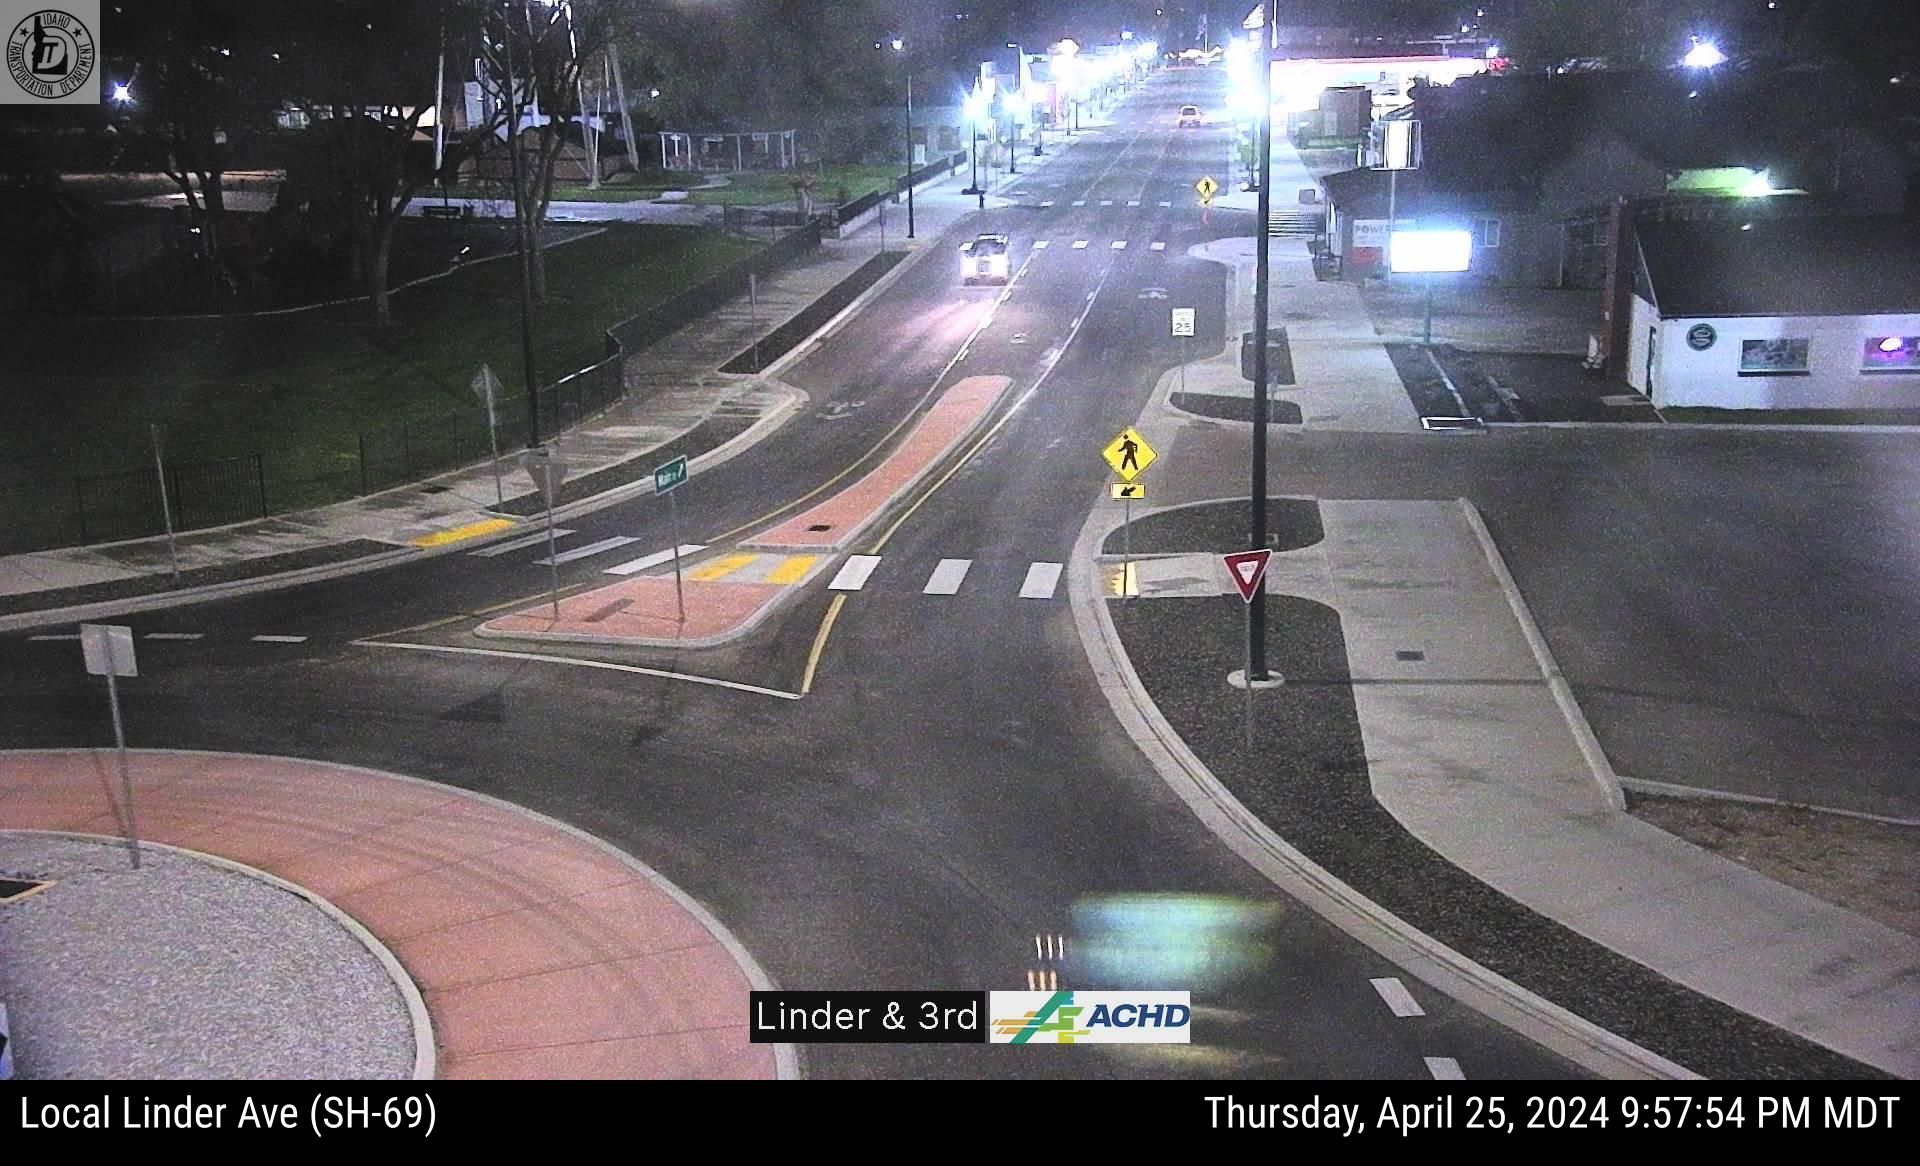 IDAHO
TRANSPORTATION DEPARTMENT
POWER
25
Main
Linder & 3rd
ACHD
Local Linder Ave (SH-69)
Thursday, April 25, 2024 9:57:54 PM MDT